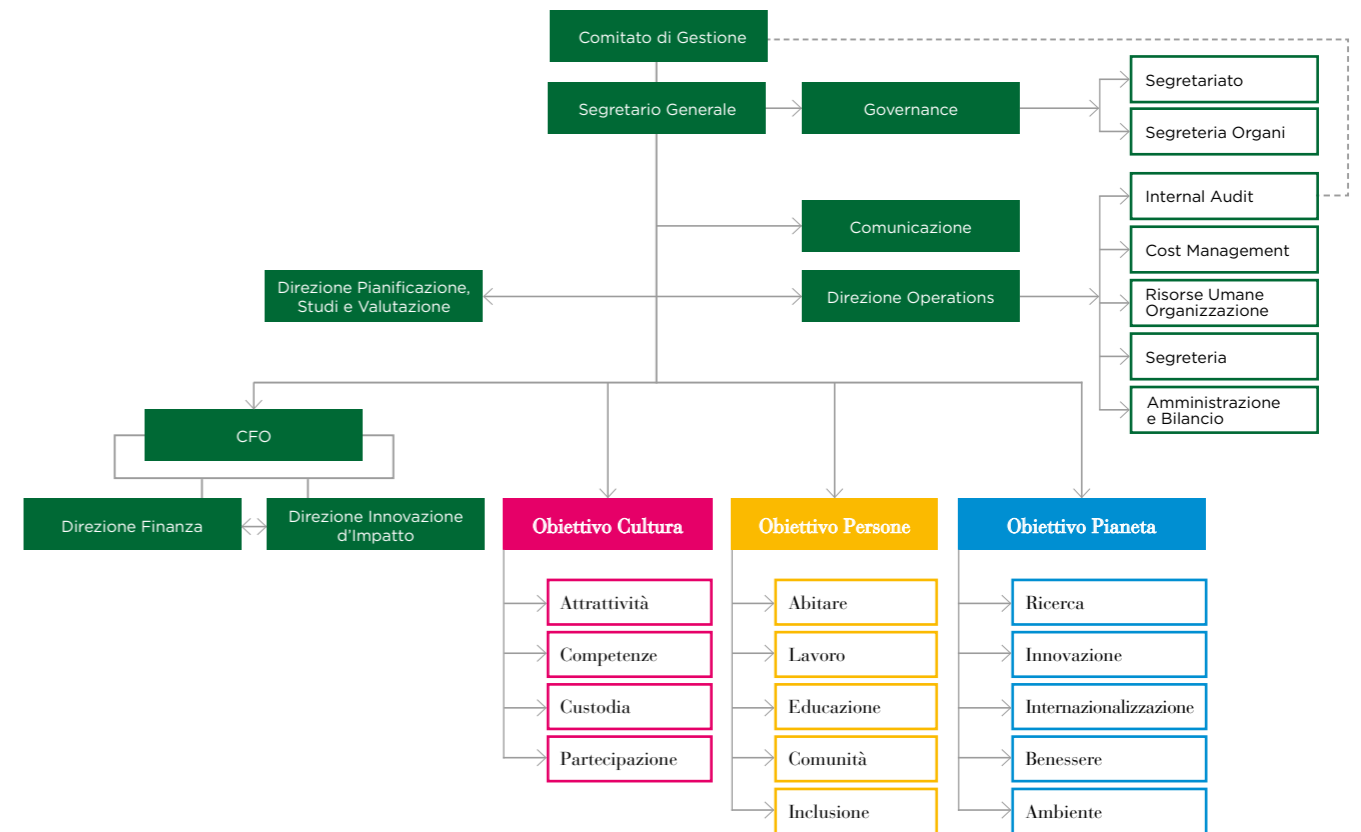 Comitato di Gestione
Segretario Generale
Governance
Segretariato
Segreteria Organi
Comunicazione
Direzione Pianificazione,
Studi e Valutazione
Direzione Operations
Internal Audit
Cost Management
Risorse Umane
Organizzazione
Segreteria
Amministrazione
e Bilancio
CFO
Direzione Finanza
Direzione Innovazione
d'Impatto
Obiettivo Cultura
Attrattività
Competenze
Custodia
Partecipazione
Obiettivo Persone
Abitare
Lavoro
Educazione
Comunità
Inclusione
Obiettivo Pianeta
Ricerca
Innovazione
Internazionalizzazione
Benessere
Ambiente